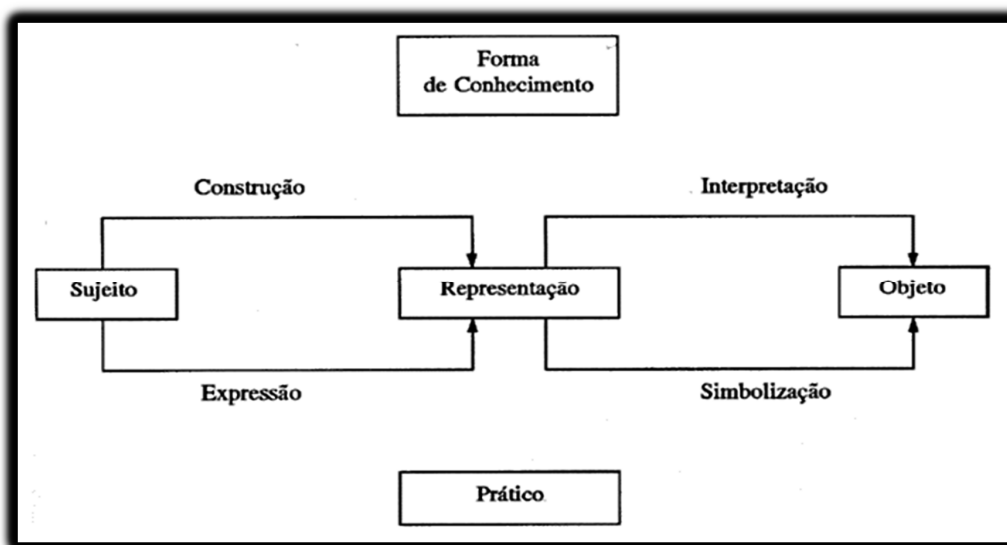 Forma
de Conhecimento
Construção
Interpretação
Sujeito
Representação
Objeto
Expressão
Simbolização
Prático